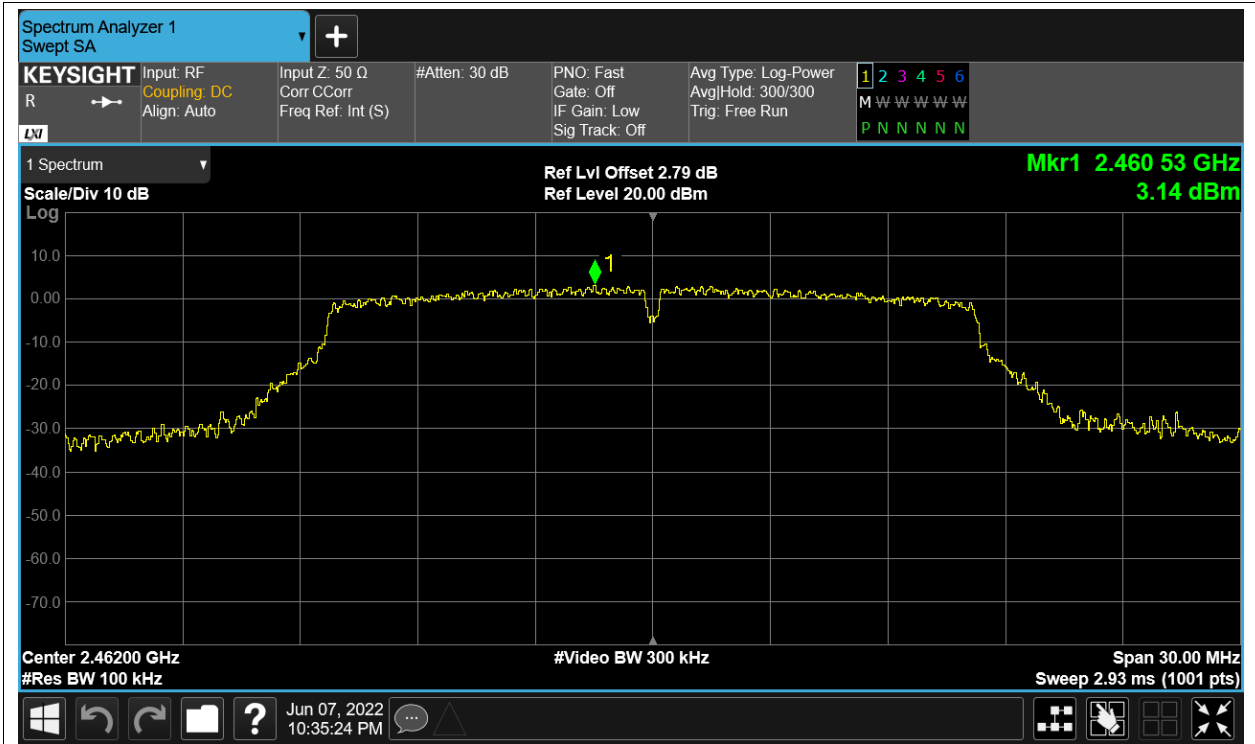 Spectrum Analyzer 1
Swept SA
+
KEYSIGHT
R
LXI
Input: RF
Coupling: DC
Align: Auto
Input Z: 50 Ω
Corr CCorr
Freq Ref: Int (S)
#Atten: 30 dB
PNO: Fast
Gate: Off
IF Gain: Low
Sig Track: Off
Avg Type: Log-Power
Avg|Hold: 300/300
Trig: Free Run
1 2 3 4 5 6
M W W W W W
P N N N N N
1 Spectrum
Scale/Div 10 dB
Log
Ref Lvl Offset 2.79 dB
Ref Level 20.00 dBm
Mkr1 2.460 53 GHz
3.14 dBm
1
10.0
0.00
-10.0
-20.0
-30.0
-40.0
-50.0
-60.0
-70.0
Center 2.46200 GHz
#Res BW 100 kHz
#Video BW 300 kHz
Span 30.00 MHz
Sweep 2.93 ms (1001 pts)
?
Jun 07, 2022
10:35:24 PM